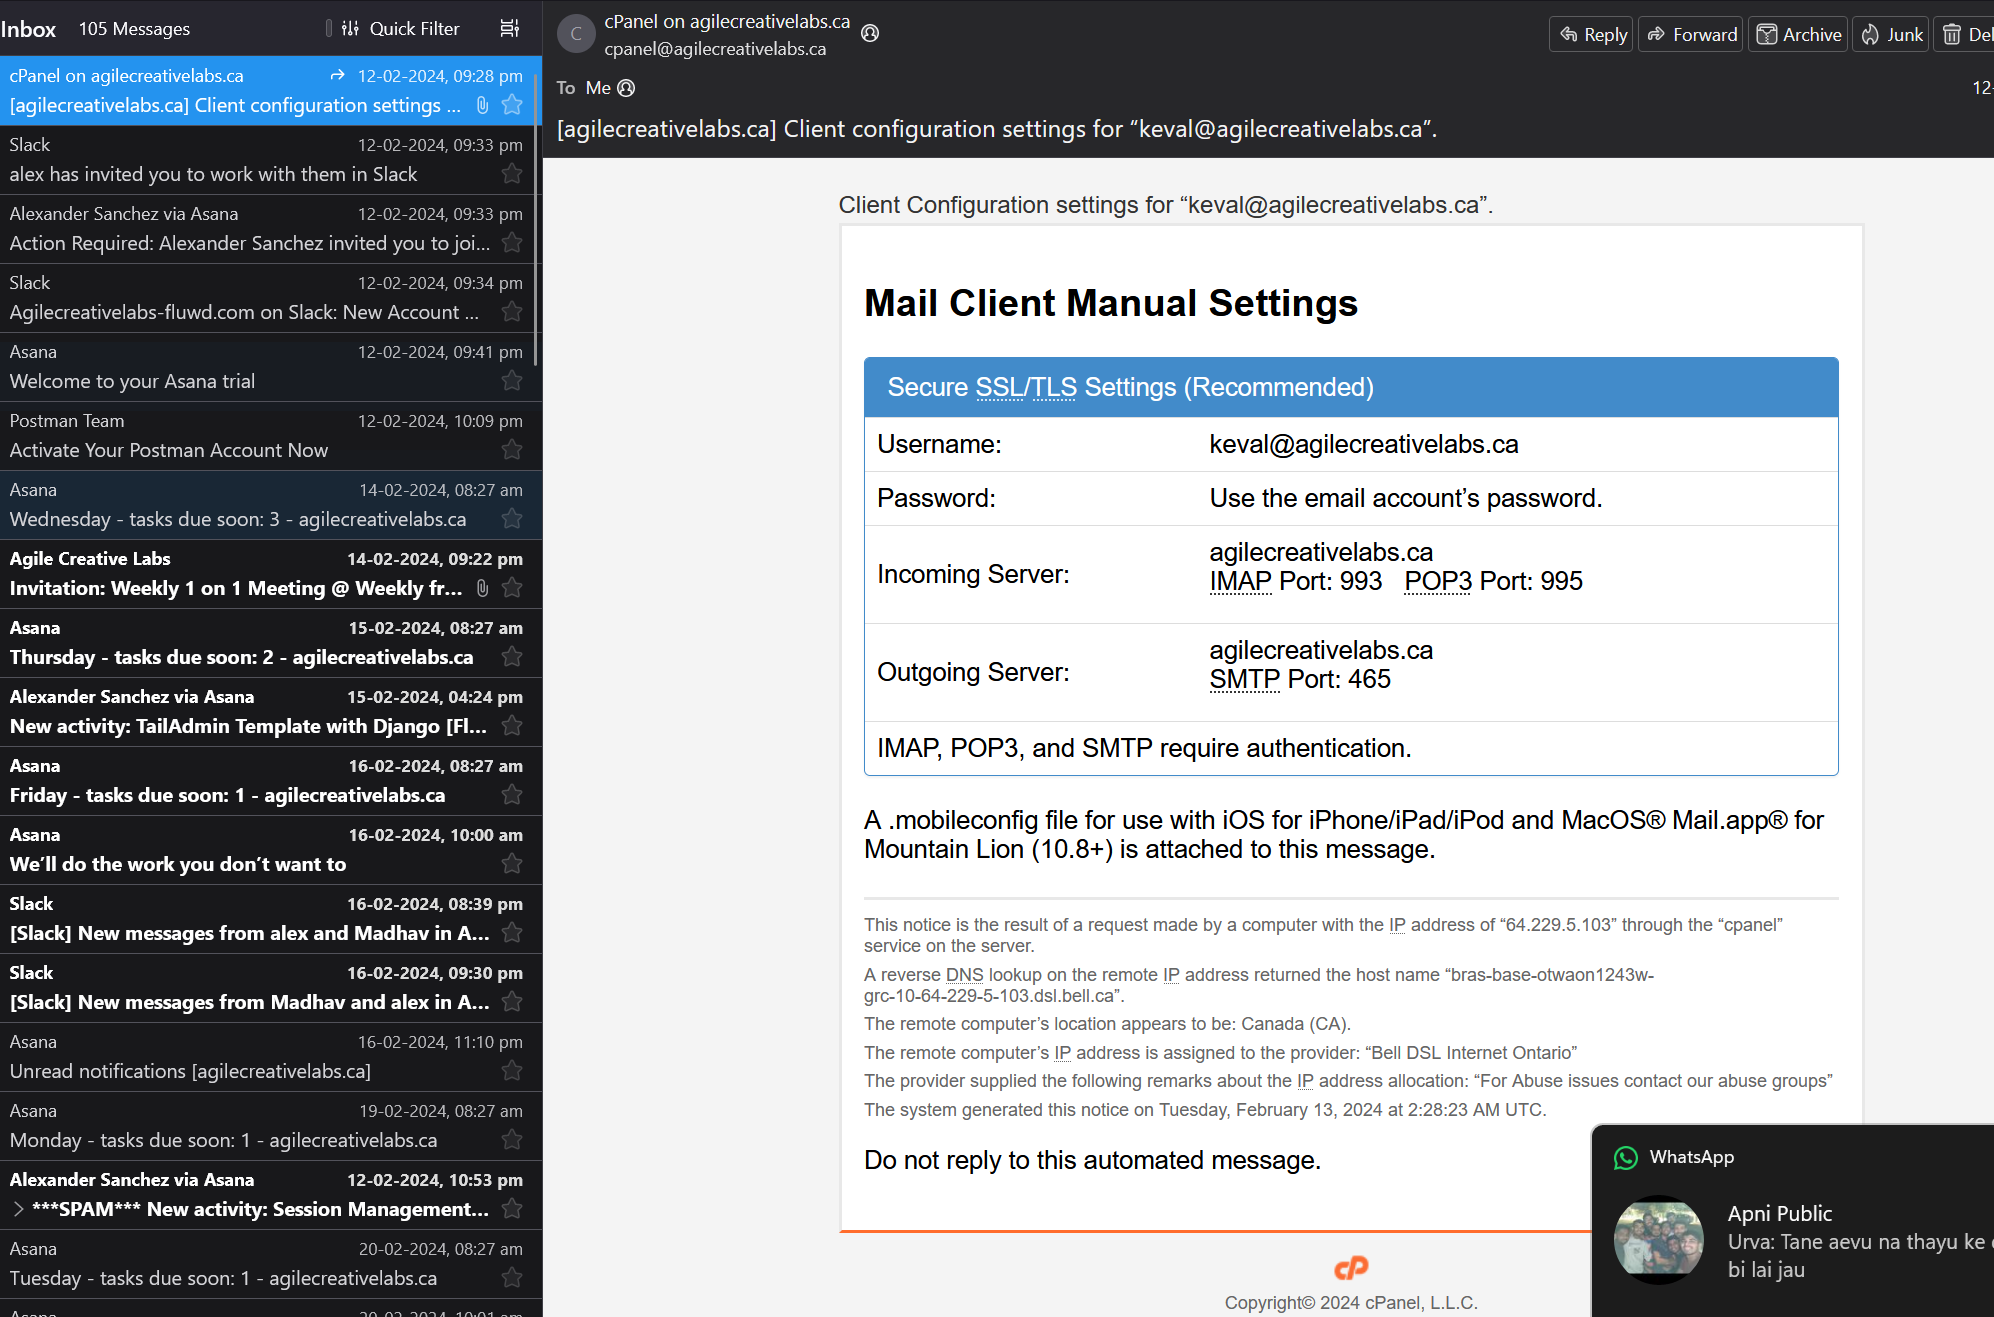 Inbox 105 Messages Quick Filter
cPanel on agilecreativelabs.ca 12-02-2024, 09:28 pm
[agilecreativelabs.ca] Client configuration settings ...
Slack 12-02-2024, 09:33 pm
alex has invited you to work with them in Slack
Alexander Sanchez via Asana 12-02-2024, 09:33 pm
Action Required: Alexander Sanchez invited you to joi...
Slack 12-02-2024, 09:34 pm
Agilecreativelabs-fluwd.com on Slack: New Account ...
Asana 12-02-2024, 09:41 pm
Welcome to your Asana trial
Postman Team 12-02-2024, 10:09 pm
Activate Your Postman Account Now
Asana 14-02-2024, 08:27 am
Wednesday - tasks due soon: 3 - agilecreativelabs.ca
Agile Creative Labs 14-02-2024, 09:22 pm
Invitation: Weekly 1 on 1 Meeting @ Weekly fr...
Asana 15-02-2024, 08:27 am
Thursday - tasks due soon: 2 - agilecreativelabs.ca
Alexander Sanchez via Asana 15-02-2024, 04:24 pm
New activity: TailAdmin Template with Django [Fl...
Asana 16-02-2024, 08:27 am
Friday - tasks due soon: 1 - agilecreativelabs.ca
Asana 16-02-2024, 10:00 am
We’ll do the work you don’t want to
Slack 16-02-2024, 08:39 pm
[Slack] New messages from alex and Madhav in A...
Slack 16-02-2024, 09:30 pm
[Slack] New messages from Madhav and alex in A...
Asana 16-02-2024, 11:10 pm
Unread notifications [agilecreativelabs.ca]
Asana 19-02-2024, 08:27 am
Monday - tasks due soon: 1 - agilecreativelabs.ca
Alexander Sanchez via Asana 12-02-2024, 10:53 pm
***SPAM*** New activity: Session Management...
Asana 20-02-2024, 08:27 am
Tuesday - tasks due soon: 1 - agilecreativelabs.ca
Asana 20-02-2024, 10:01 am
C
cPanel on agilecreativelabs.ca
cpanel@agilecreativelabs.ca
Reply Forward Archive Junk Del
To Me 12-
[agilecreativelabs.ca] Client configuration settings for “keval@agilecreativelabs.ca”.
Client Configuration settings for “keval@agilecreativelabs.ca”.
Mail Client Manual Settings
Secure SSL/TLS Settings (Recommended)
Username: keval@agilecreativelabs.ca
Password: Use the email account’s password.
Incoming Server: agilecreativelabs.ca
IMAP Port: 993 POP3 Port: 995
Outgoing Server: agilecreativelabs.ca
SMTP Port: 465
IMAP, POP3, and SMTP require authentication.
A .mobileconfig file for use with iOS for iPhone/iPad/iPod and MacOS® Mail.app® for
Mountain Lion (10.8+) is attached to this message.
This notice is the result of a request made by a computer with the IP address of “64.229.5.103” through the “cpanel”
service on the server.
A reverse DNS lookup on the remote IP address returned the host name “bras-base-otwaon1243w-
grc-10-64-229-5-103.dsl.bell.ca”.
The remote computer’s location appears to be: Canada (CA).
The remote computer’s IP address is assigned to the provider: “Bell DSL Internet Ontario”
The provider supplied the following remarks about the IP address allocation: “For Abuse issues contact our abuse groups”
The system generated this notice on Tuesday, February 13, 2024 at 2:28:23 AM UTC.
Do not reply to this automated message.
cP
Copyright© 2024 cPanel, L.L.C.
WhatsApp
Apni Public
Urva: Tane aevu na thayu ke
bi lai jau